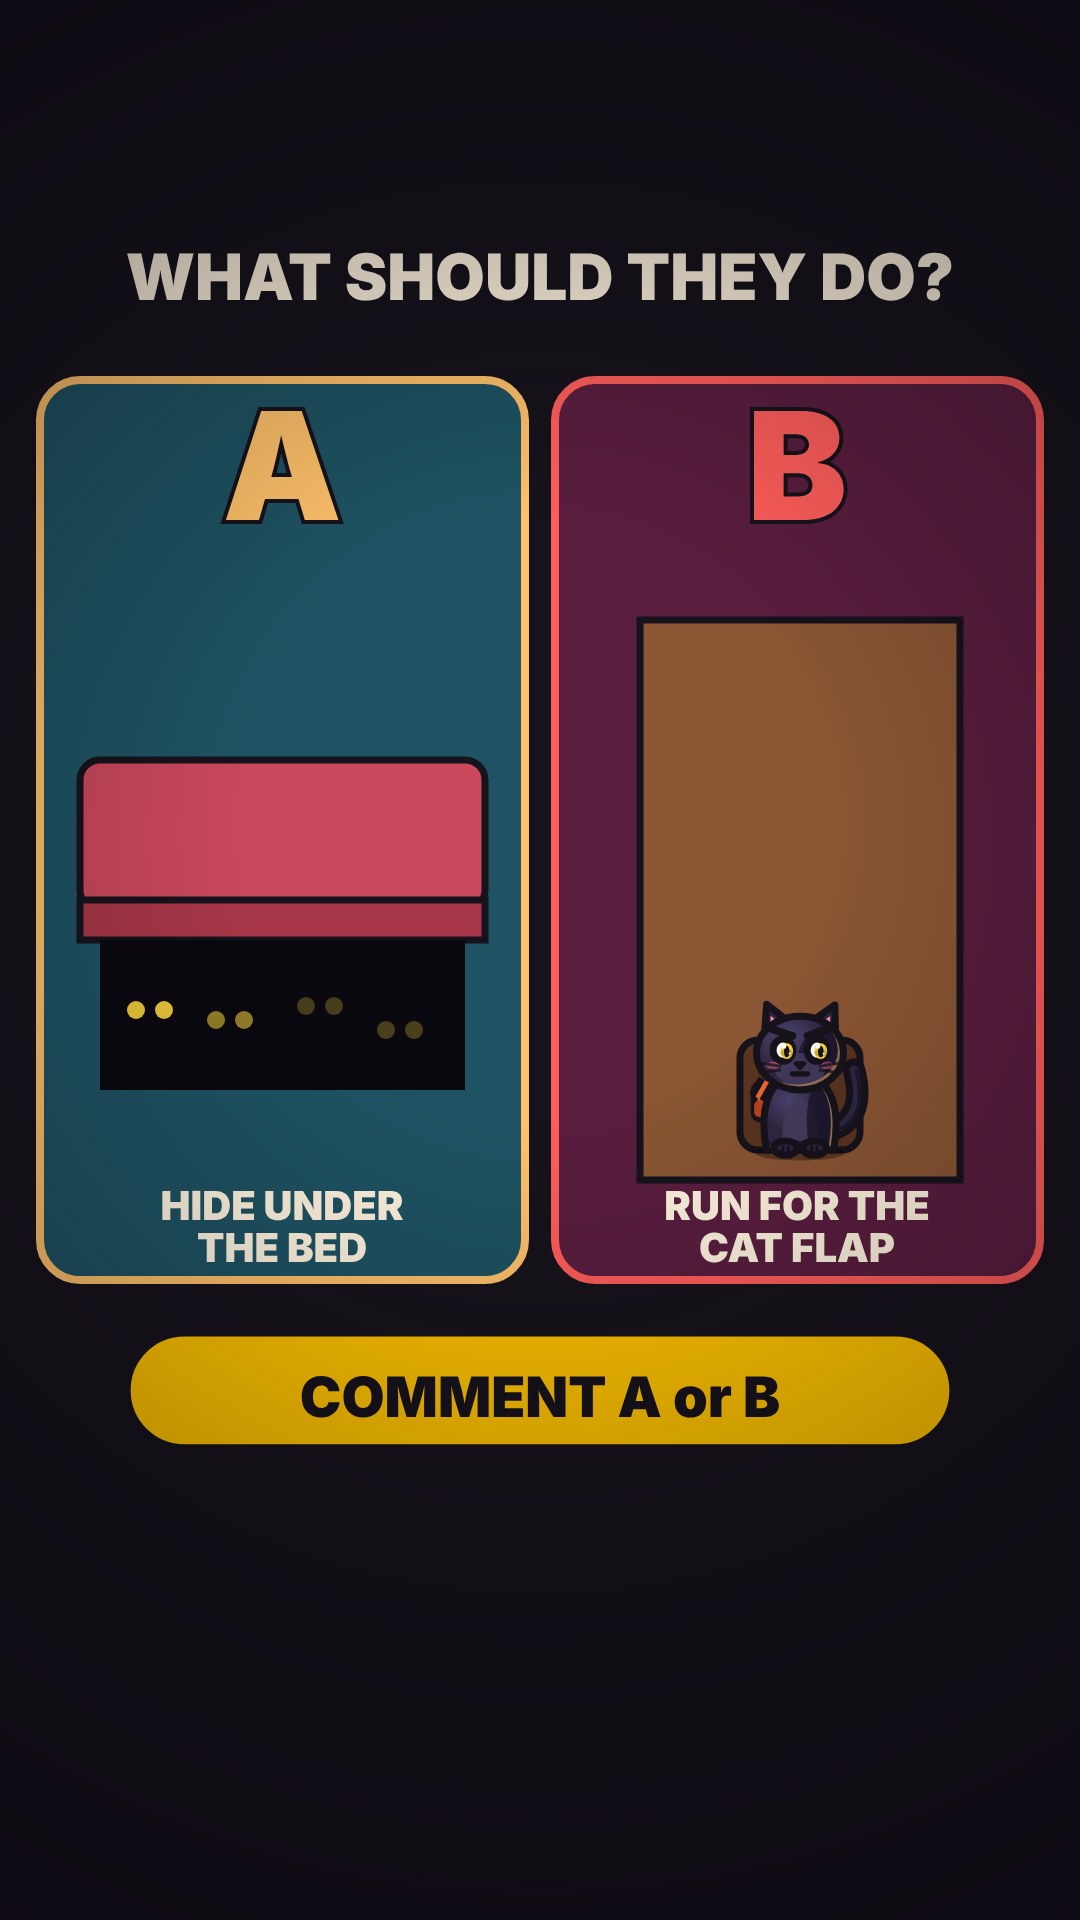 WHAT SHOULD THEY DO?
A
HIDE UNDER
THE BED
B
RUN FOR THE
CAT FLAP
COMMENT A or B